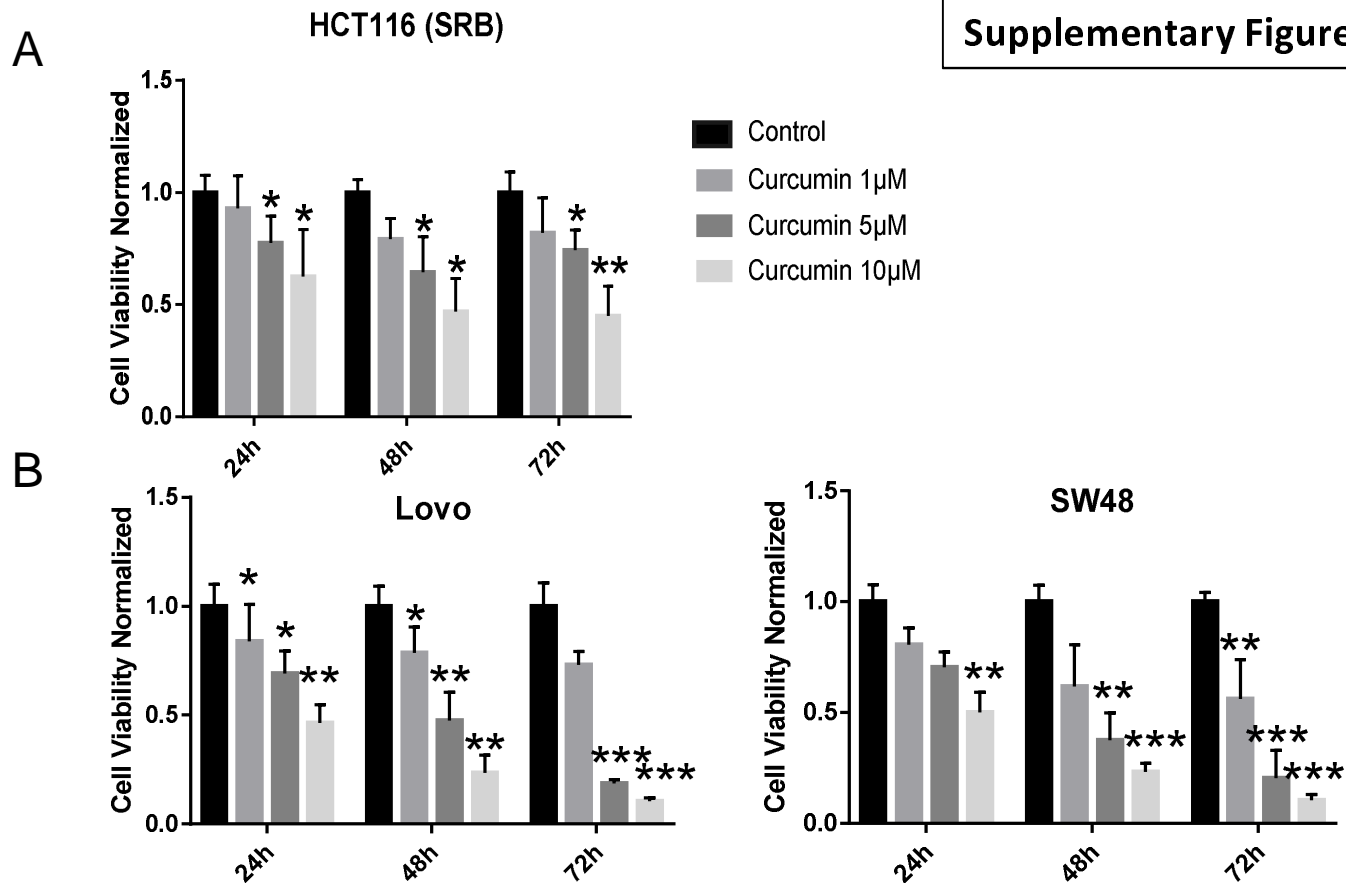 A
HCT116 (SRB)
Supplementary Figure
Cell Viability Normalized
1.5
1.0
0.5
0.0
* *
* *
* **
24h
48h
72h
Control
Curcumin 1µM
Curcumin 5µM
Curcumin 10µM
B
Lovo
Cell Viability Normalized
1.5
1.0
0.5
0.0
* * **
* ** **
*** ***
24h
48h
72h
SW48
Cell Viability Normalized
1.5
1.0
0.5
0.0
**
** ***
** *** ***
24h
48h
72h